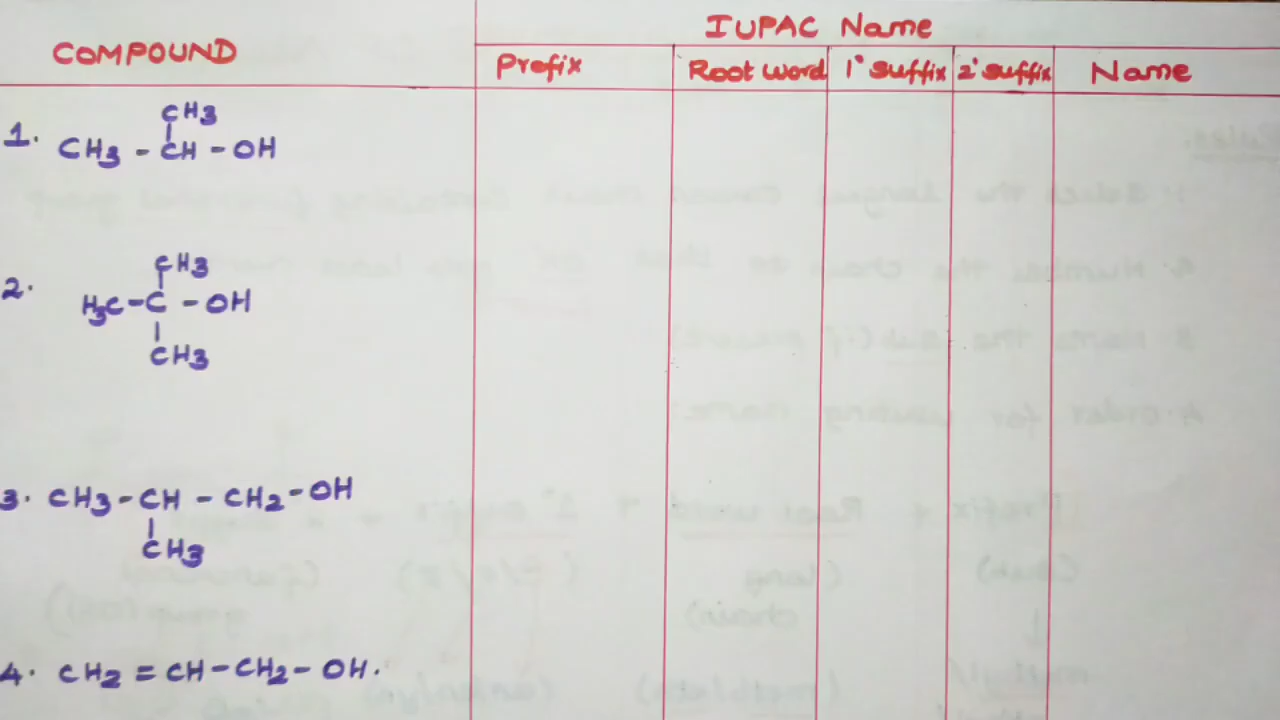 COMPOUND
IUPAC Name
Prefix Root word 1° suffix 2° suffix Name
CH3
1. CH3 - CH - OH
CH3
2. H3C - C - OH
CH3
3. CH3 - CH - CH2 - OH
CH3
4. CH2 = CH - CH2 - OH.